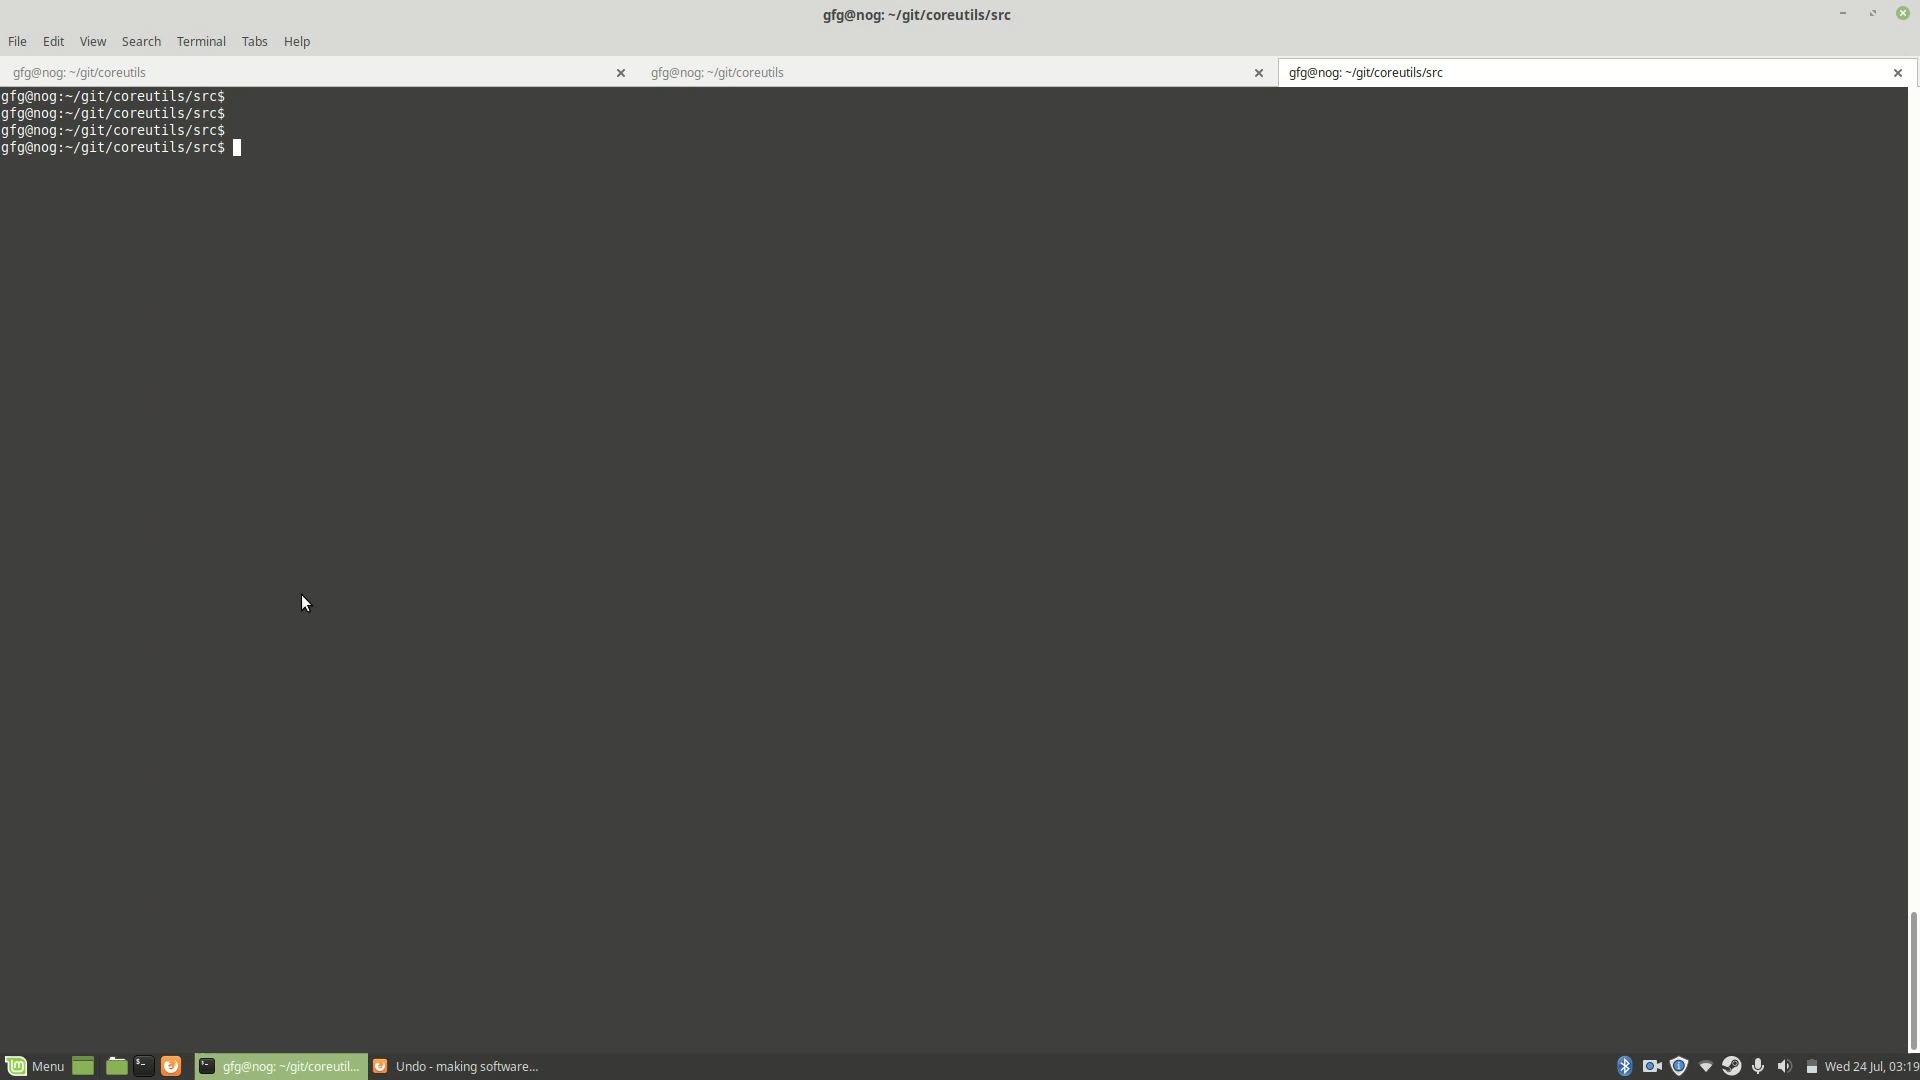 gfg@nog: ~/git/coreutils/src
File Edit View Search Terminal Tabs Help
gfg@nog: ~/git/coreutils
gfg@nog: ~/git/coreutils
gfg@nog: ~/git/coreutils/src
gfg@nog:~/git/coreutils/src$
gfg@nog:~/git/coreutils/src$
gfg@nog:~/git/coreutils/src$
gfg@nog:~/git/coreutils/src$
Menu
gfg@nog: ~/git/coreutil...
Undo - making software...
Wed 24 Jul, 03:19